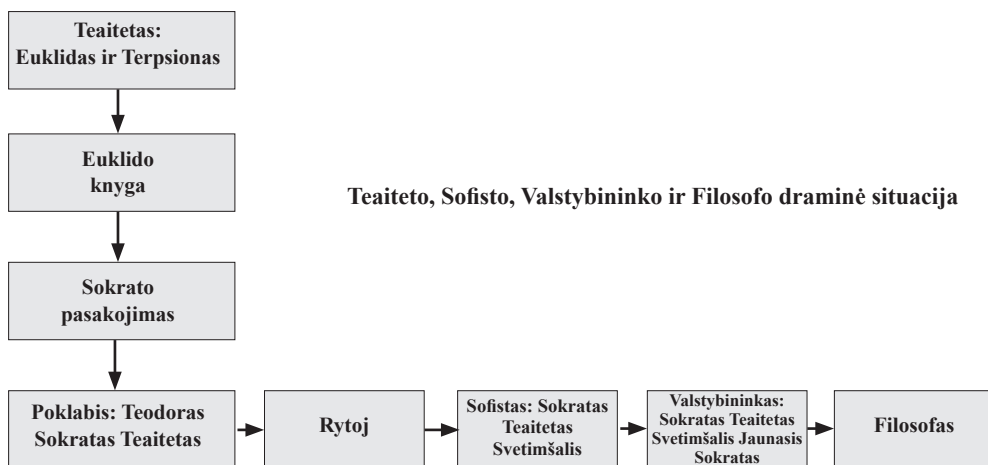 Teaitetas:
Euklidas ir Terpsionas
Euklido
knyga
Teaiteto, Sofisto, Valstybininko ir Filosofo draminė situacija
Sokrato
pasakojimas
Poklabis: Teodoras
Sokratas Teaitetas
Rytoj
Sofistas: Sokratas
Teaitetas
Svetimšalis
Valstybininkas:
Sokratas Teaitetas
Svetimšalis Jaunasis
Sokratas
Filosofas